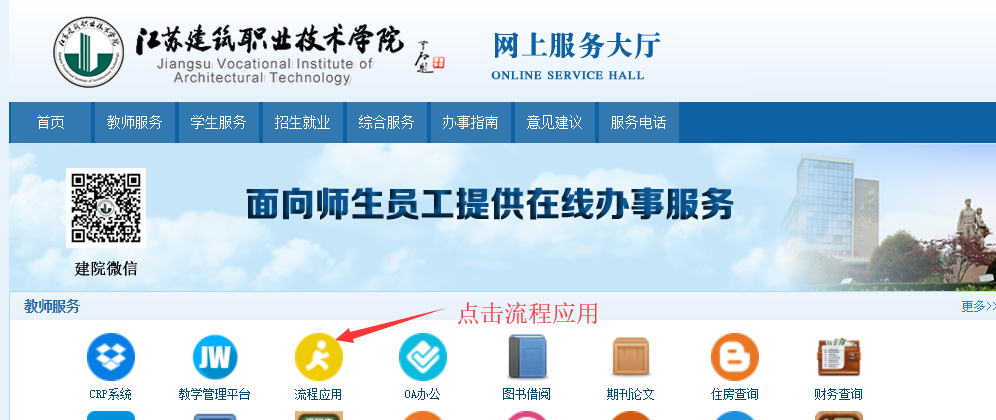 江苏建筑职业技术学院
Jiangsu Vocational Institute of
Architectural Technology
网上服务大厅
ONLINE SERVICE HALL
首页 教师服务 学生服务 招生就业 综合服务 办事指南 意见建议 服务电话
面向师生员工提供在线办事服务
建院微信
教师服务 更多>>
点击流程应用
JW
CRP系统 教学管理平台 流程应用 OA办公 图书借阅 期刊论文 住房查询 财务查询